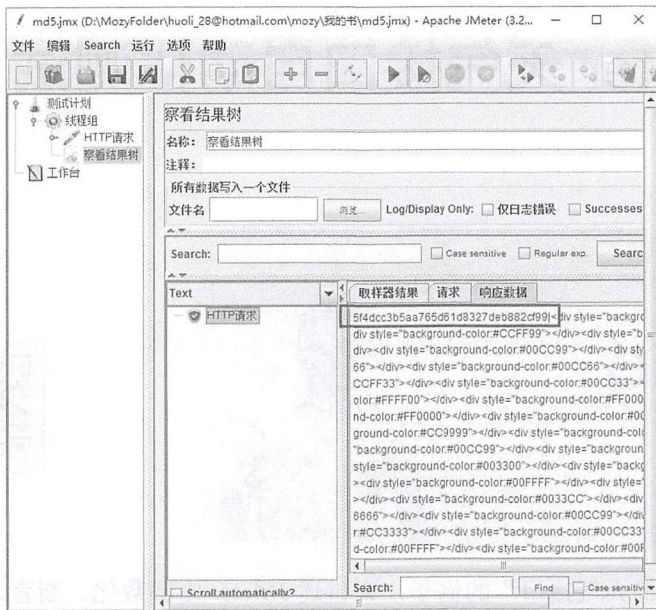 md5.jmx (D:\MozyFolder\huoli_28@hotmail.com\mozy\我的书\md5.jmx) - Apache JMeter (3.2...
文件 编辑 Search 运行 选项 帮助
测试计划
线程组
HTTP请求
察看结果树
工作台
察看结果树
名称： 察看结果树
注释：
所有数据写入一个文件
文件名 浏览... Log/Display Only: 仅日志错误 Successes
Search: Case sensitive Regular exp. Searc
Text
HTTP请求
取样器结果 请求 响应数据
5f4dcc3b5aa765d61d8327deb882cf99|<div style="backgro
div style="background-color:#CCFF99"></div><div style="b
div><div style="background-color:#00CC99"></div><div sty
66"></div><div style="background-color:#00CC66"></div><
CCFF33"></div><div style="background-color:#00CC33"><
olor:#FFFF00"></div><div style="background-color:#FF000
nd-color:#FF0000"></div><div style="background-color:#00
ground-color:#CC9999"></div><div style="background-colo
"background-color:#00CC99"></div><div style="background
style="background-color:#003300"></div><div style="backg
><div style="background-color:#00FFFF"></div><div style="
></div><div style="background-color:#0033CC"></div><div
6666"></div><div style="background-color:#00CC99"></div
r:#CC3333"></div><div style="background-color:#00CC33"
d-color:#00FFFF"></div><div style="background-color:#00F
Scroll automatically?
Search: Find Case sensitiv